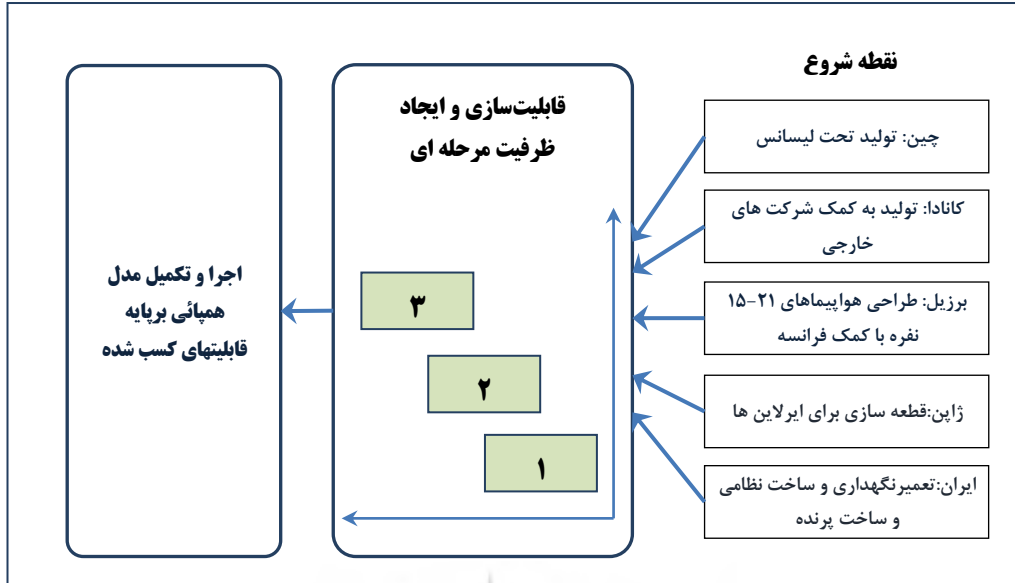 نقطه شروع
چین: تولید تحت لیسانس
کانادا: تولید به کمک شرکت های
خارجی
برزیل: طراحی هواپیماهای ۲۱-۱۵
نفره با کمک فرانسه
ژاپن:قطعه سازی برای ایرلاین ها
ایران:تعمیرنگهداری و ساخت نظامی
و ساخت پرنده
قابلیت‌سازی و ایجاد
ظرفیت مرحله ای
۳
۲
۱
اجرا و تکمیل مدل
همپائی برپایه
قابلیتهای کسب شده